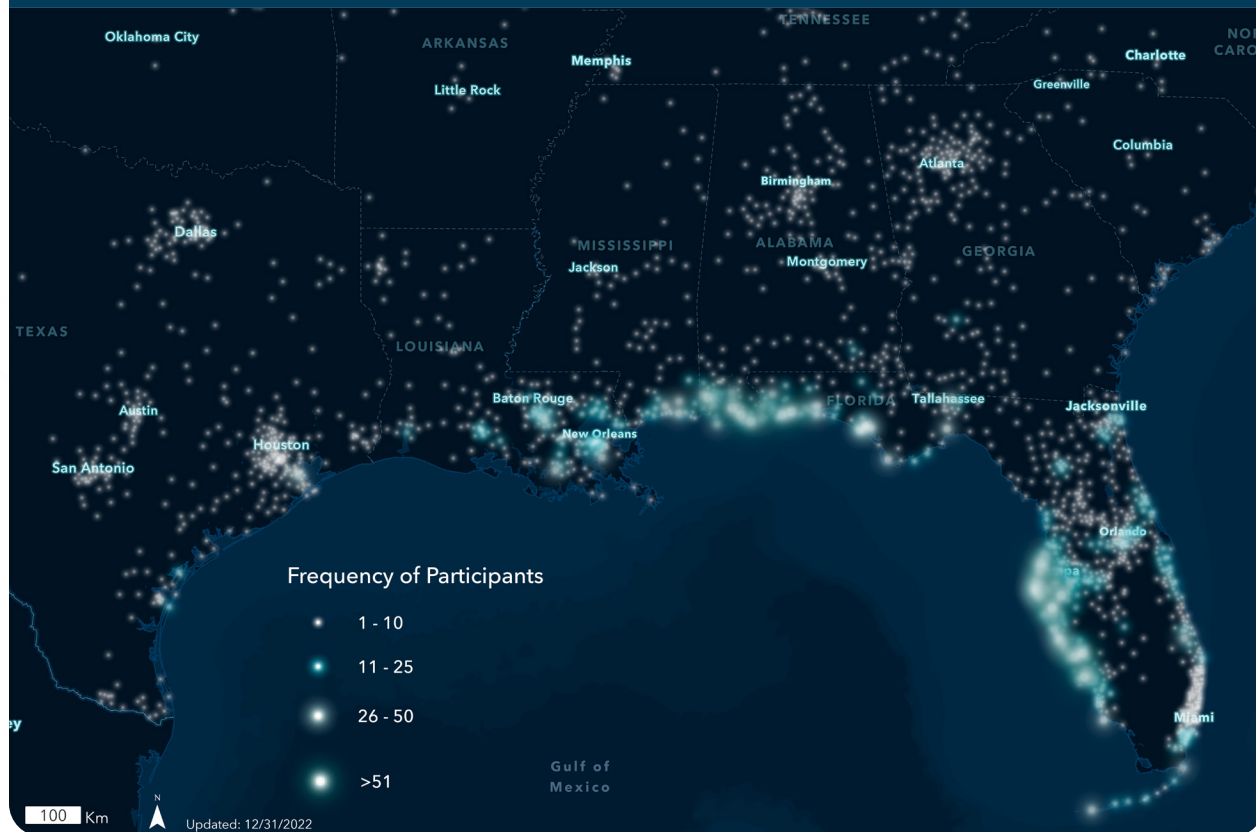 TENNESSEE
Oklahoma City
ARKANSAS
Memphis
Charlotte
Little Rock
Greenville
Columbia
Atlanta
Birmingham
Dallas
MISSISSIPPI
ALABAMA
GEORGIA
Jackson
Montgomery
TEXAS
LOUISIANA
Austin
Baton Rouge
FLORIDA
Tallahassee
Jacksonville
Houston
New Orleans
San Antonio
Orlando
Frequency of Participants
1 - 10
11 - 25
26 - 50
>51
Miami
Gulf of
Mexico
100 Km
N
Updated: 12/31/2022